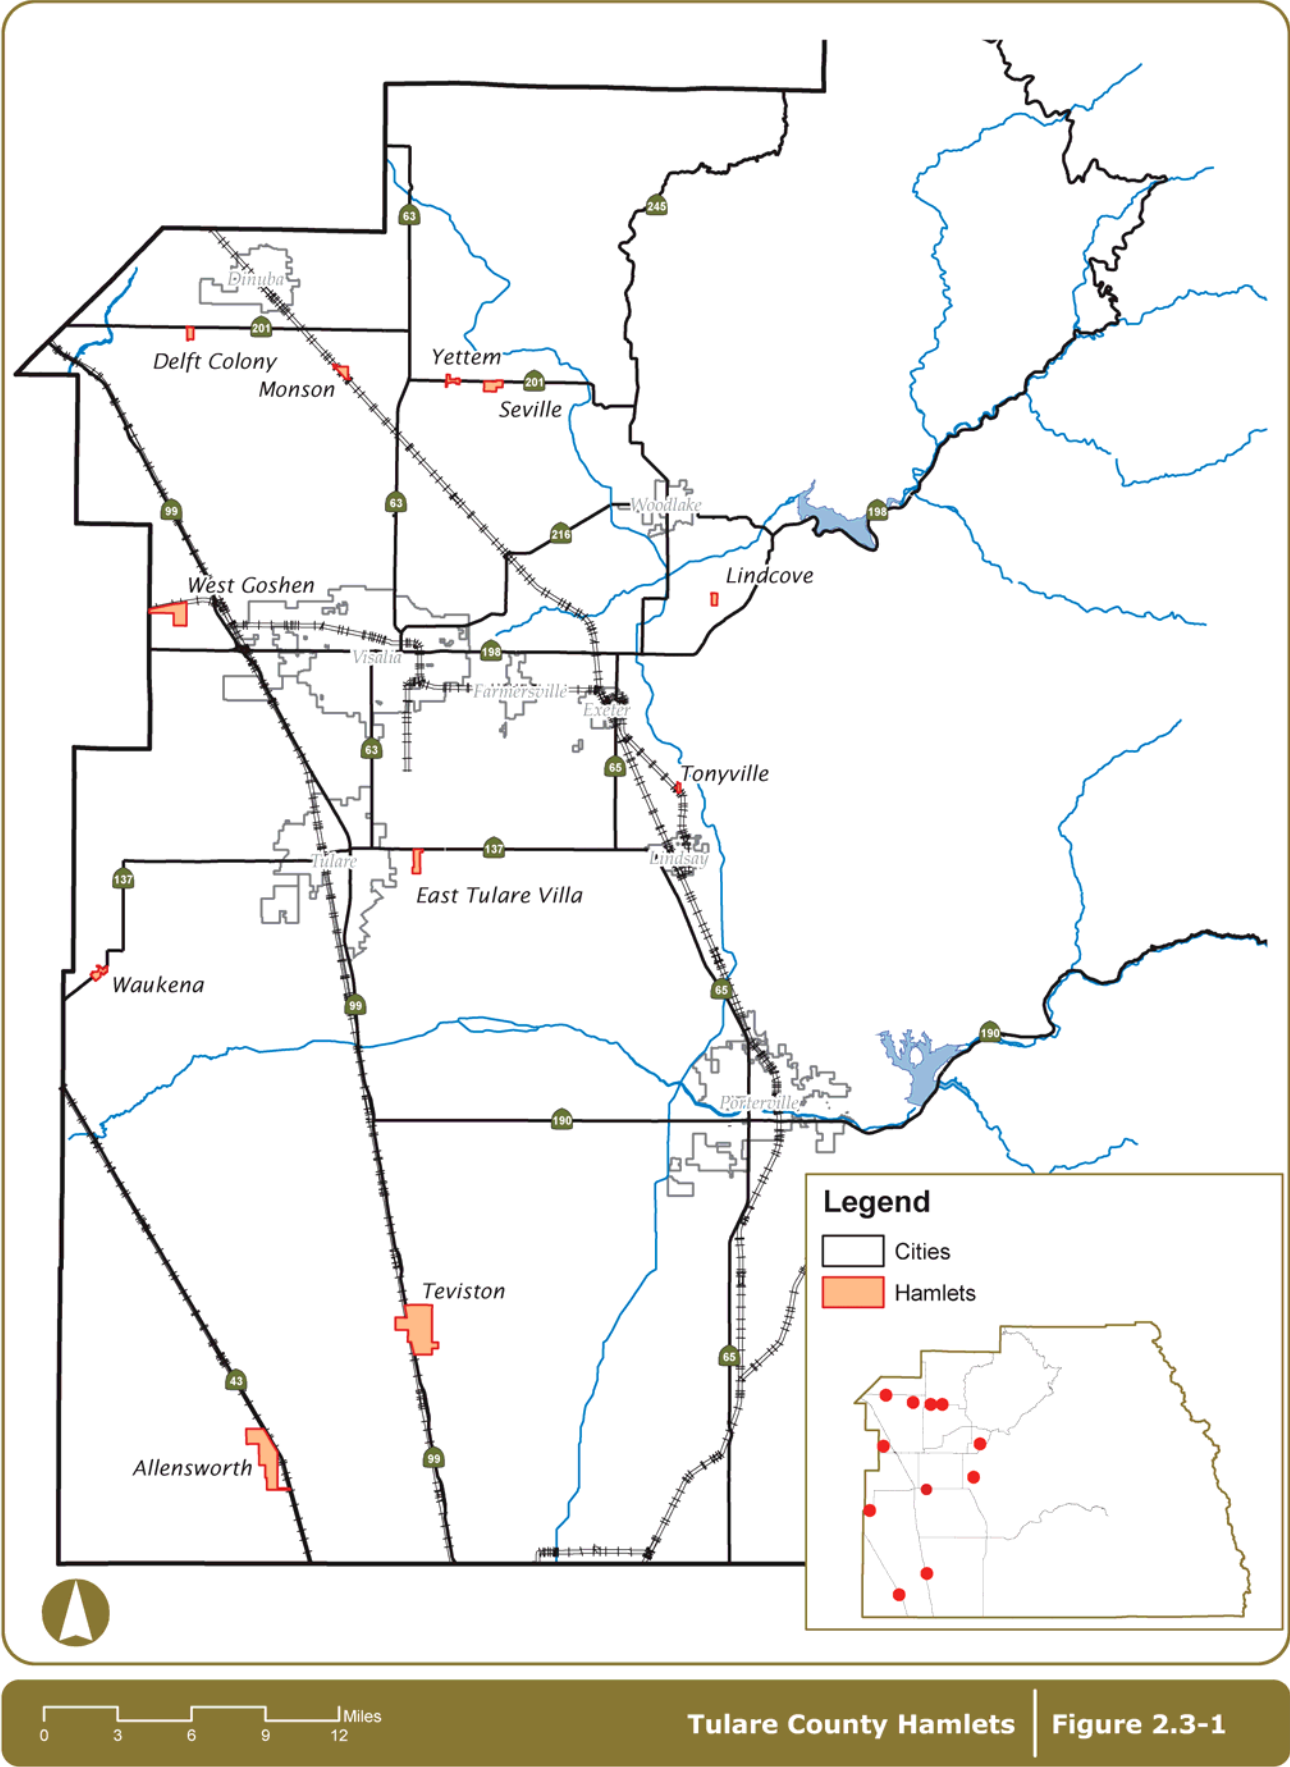 63
245
Dinuba
201
Delft Colony
Monson
Yettem
201
Seville
99
63
Woodlake
198
216
Lindcove
West Goshen
Visalia
198
Farmersville
Exeter
63
65
Tonyville
137
Tulare
Lindsay
137
East Tulare Villa
Waukena
99
65
190
Porterville
190
Teviston
65
43
Allensworth
99
Legend
Cities
Hamlets
0 3 6 9 12 Miles
Tulare County Hamlets
Figure 2.3-1